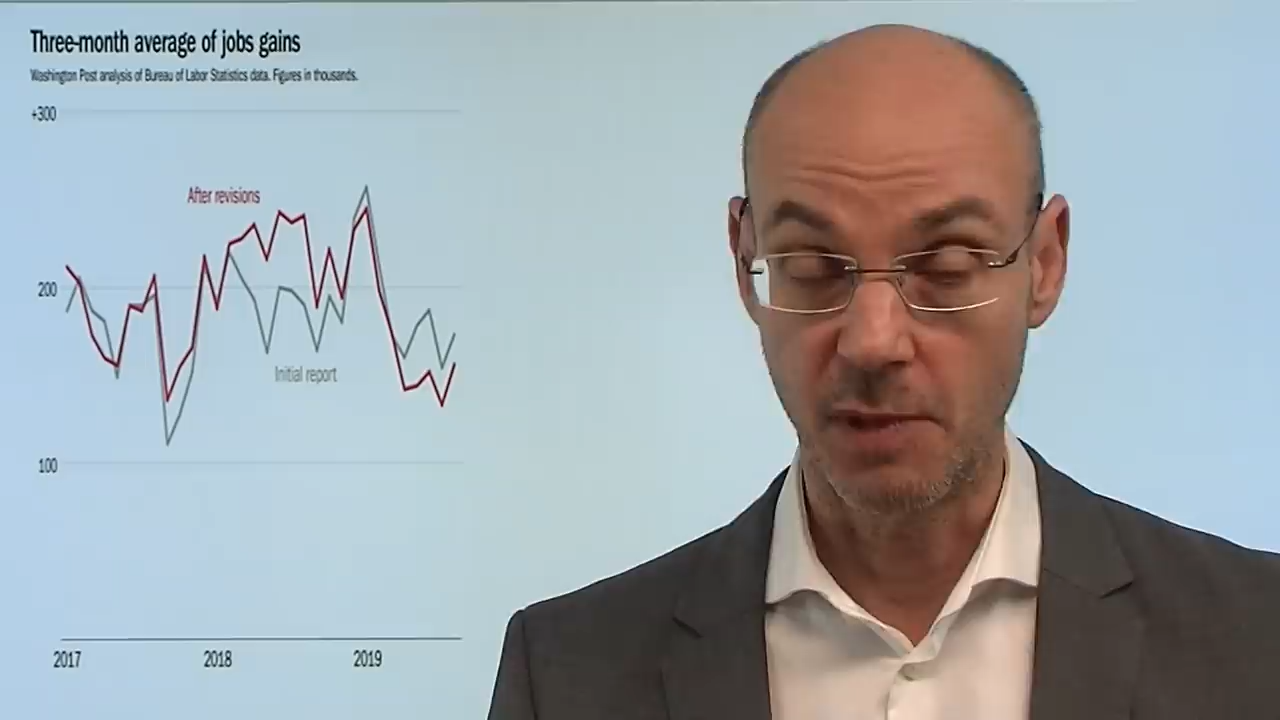 Three-month average of jobs gains
Washington Post analysis of Bureau of Labor Statistics data. Figures in thousands.
+300
After revisions
200
Initial report
100
2017 2018 2019